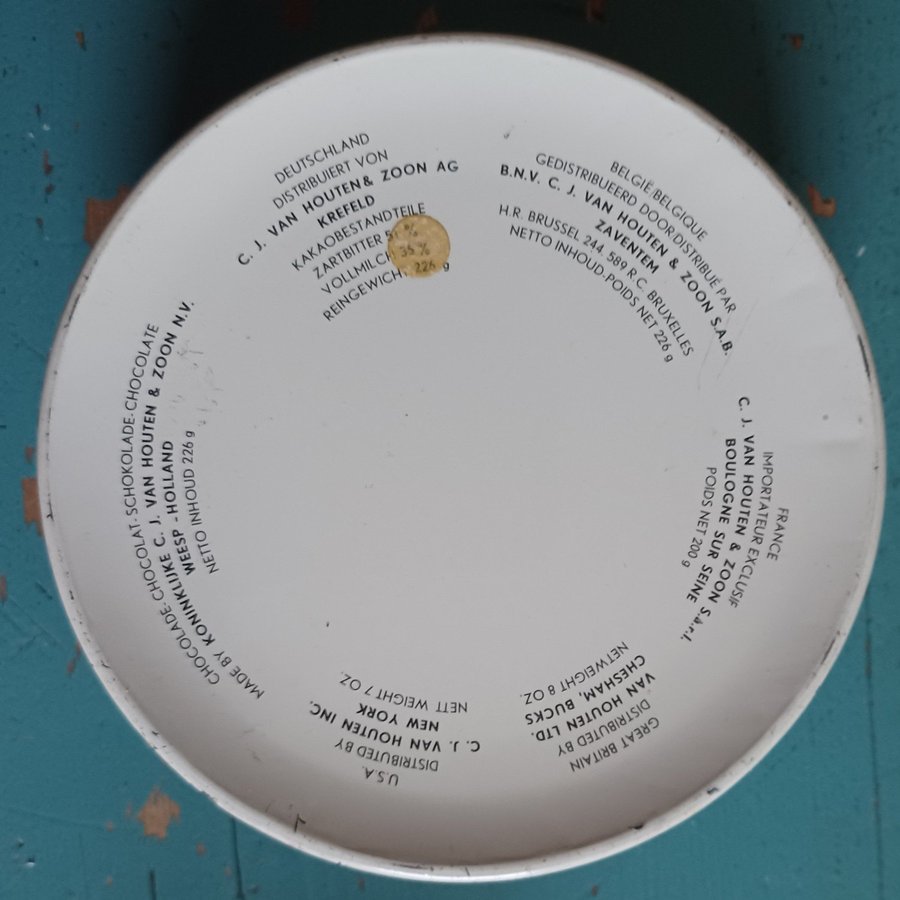 DEUTSCHLAND
DISTRIBUIERT VON
C. J. VAN HOUTEN & ZOON AG
KREFELD
KAKAOBESTANDTEILE
ZARTBITTER %
VOLLMILCH 35 %
REINGEWICHT 226 g
BELGIË/BELGIQUE
GEDISTRIBUEERD DOOR/DISTRIBUÉ PAR
B.N.V. C. J. VAN HOUTEN & ZOON S.A.B.
ZAVENTEM
H.R. BRUSSEL 244.589 R.C. BRUXELLES
NETTO INHOUD-POIDS NET 226 g
FRANCE
IMPORTATEUR EXCLUSIF
C. J. VAN HOUTEN & ZOON S.à.r.l.
BOULOGNE SUR SEINE
POIDS NET 200 g
GREAT BRITAIN
DISTRIBUTED BY
VAN HOUTEN LTD.
CHESHAM, BUCKS
NETWEIGHT 8 OZ.
U.S.A.
DISTRIBUTED BY
C. J. VAN HOUTEN INC.
NEW YORK
NETT WEIGHT 7 OZ.
CHOCOLADE-CHOCOLAT-SCHOKOLADE-CHOCOLATE
MADE BY KONINKLIJKE C. J. VAN HOUTEN & ZOON N.V.
WEESP - HOLLAND
NETTO INHOUD 226 g